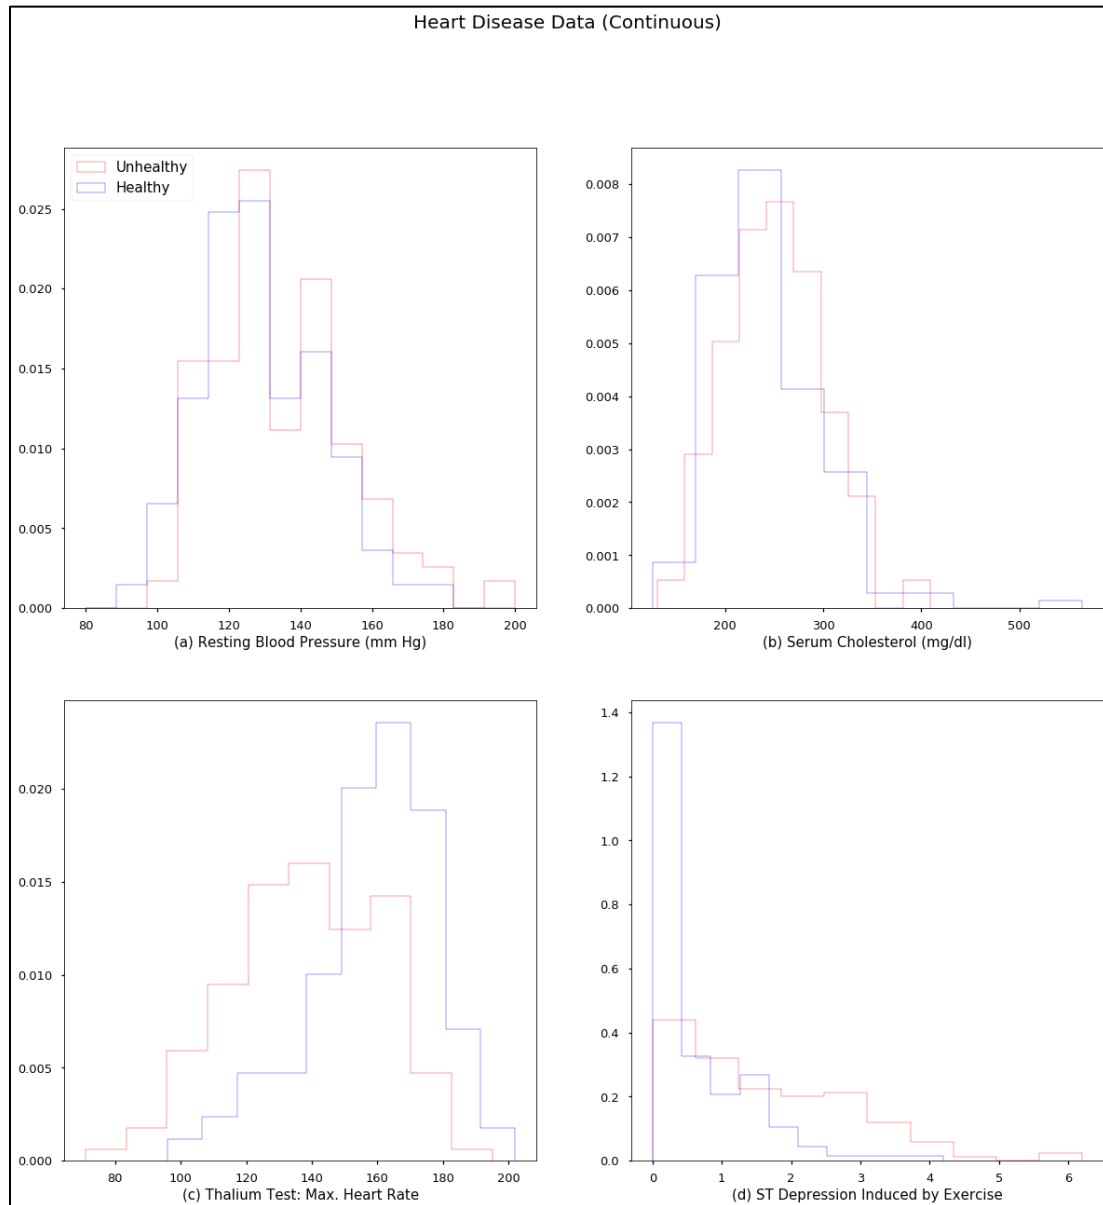 Heart Disease Data (Continuous)
Unhealthy
Healthy
0.025
0.020
0.015
0.010
0.005
0.000
80 100 120 140 160 180 200
(a) Resting Blood Pressure (mm Hg)
0.008
0.007
0.006
0.005
0.004
0.003
0.002
0.001
0.000
200 300 400 500
(b) Serum Cholesterol (mg/dl)
0.020
0.015
0.010
0.005
0.000
80 100 120 140 160 180 200
(c) Thalium Test: Max. Heart Rate
1.4
1.2
1.0
0.8
0.6
0.4
0.2
0.0
0 1 2 3 4 5 6
(d) ST Depression Induced by Exercise